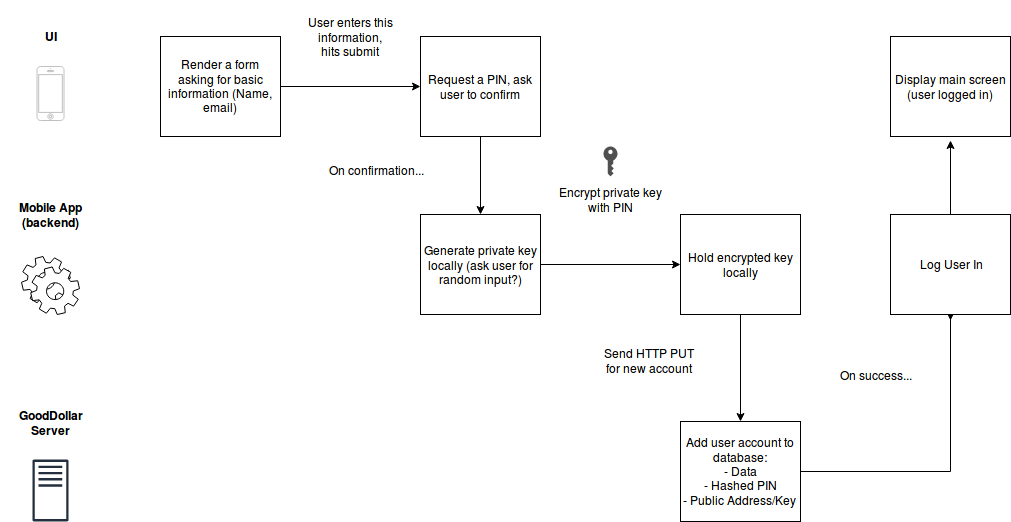 UI
Render a form
asking for basic
information (Name,
email)
User enters this
information,
hits submit
Request a PIN, ask
user to confirm
Display main screen
(user logged in)
On confirmation...
Encrypt private key
with PIN
Mobile App
(backend)
Generate private key
locally (ask user for
random input?)
Hold encrypted key
locally
Log User In
Send HTTP PUT
for new account
On success...
GoodDollar
Server
Add user account to
database:
- Data
- Hashed PIN
- Public Address/Key